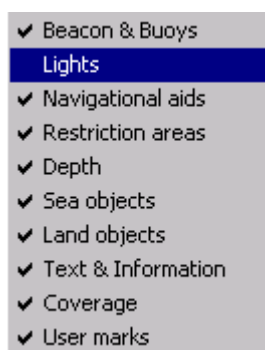 Beacon & Buoys
Lights
Navigational aids
Restriction areas
Depth
Sea objects
Land objects
Text & Information
Coverage
User marks